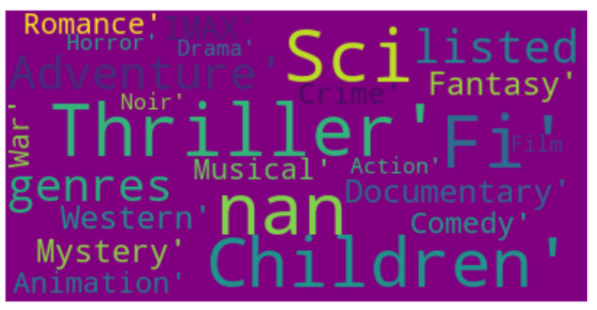 Romance'
IMAX'
Horror'
Drama'
Sci
listed
Adventure'
Crime'
Fantasy'
Noir'
War'
Thriller'
Fi'
Film
Musical'
Action'
genres
nan
Documentary'
Western'
Comedy'
Mystery'
Children'
Animation'